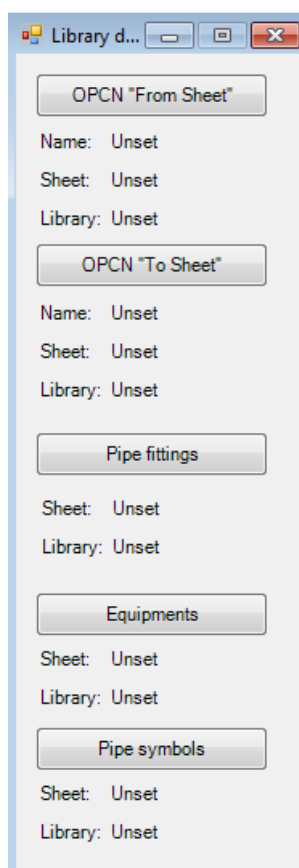 Library d...
OPCN "From Sheet"
Name: Unset
Sheet: Unset
Library: Unset
OPCN "To Sheet"
Name: Unset
Sheet: Unset
Library: Unset
Pipe fittings
Sheet: Unset
Library: Unset
Equipments
Sheet: Unset
Library: Unset
Pipe symbols
Sheet: Unset
Library: Unset